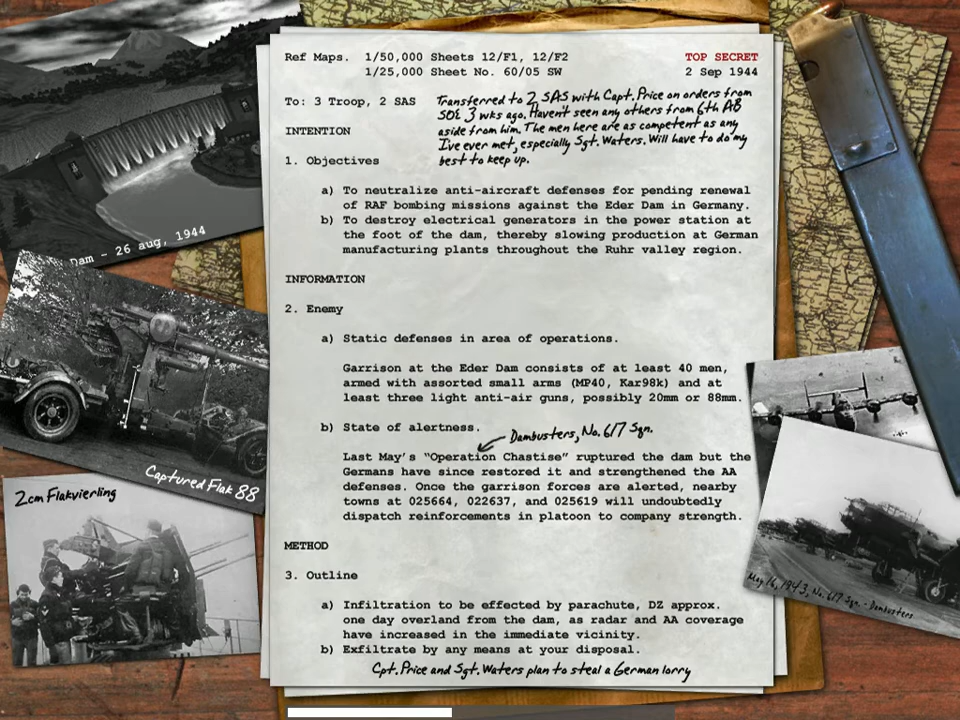 Ref Maps. 1/50,000 Sheets 12/F1, 12/F2
1/25,000 Sheet No. 60/05 SW
TOP SECRET
2 Sep 1944
To: 3 Troop, 2 SAS
Transferred to 2 SAS with Capt. Price on orders from
SOE 3 wks ago. Haven't seen any others from 6th AB
aside from him. The men here are as competent as any
I've ever met, especially Sgt. Waters. Will have to do my
best to keep up.
INTENTION
1. Objectives
a) To neutralize anti-aircraft defenses for pending renewal
of RAF bombing missions against the Eder Dam in Germany.
b) To destroy electrical generators in the power station at
the foot of the dam, thereby slowing production at German
manufacturing plants throughout the Ruhr valley region.
INFORMATION
2. Enemy
a) Static defenses in area of operations.
Garrison at the Eder Dam consists of at least 40 men,
armed with assorted small arms (MP40, Kar98k) and at
least three light anti-air guns, possibly 20mm or 88mm.
b) State of alertness.
Dambusters, No. 617 Sqn.
Last May's "Operation Chastise" ruptured the dam but the
Germans have since restored it and strengthened the AA
defenses. Once the garrison forces are alerted, nearby
towns at 025664, 022637, and 025619 will undoubtedly
dispatch reinforcements in platoon to company strength.
METHOD
3. Outline
a) Infiltration to be effected by parachute, DZ approx.
one day overland from the dam, as radar and AA coverage
have increased in the immediate vicinity.
b) Exfiltrate by any means at your disposal.
Cpt. Price and Sgt. Waters plan to steal a German lorry
Dam - 26 aug, 1944
Captured Flak 88
2cm Flakvierling
May 16, 1943, No. 617 Sqn. - Dambusters